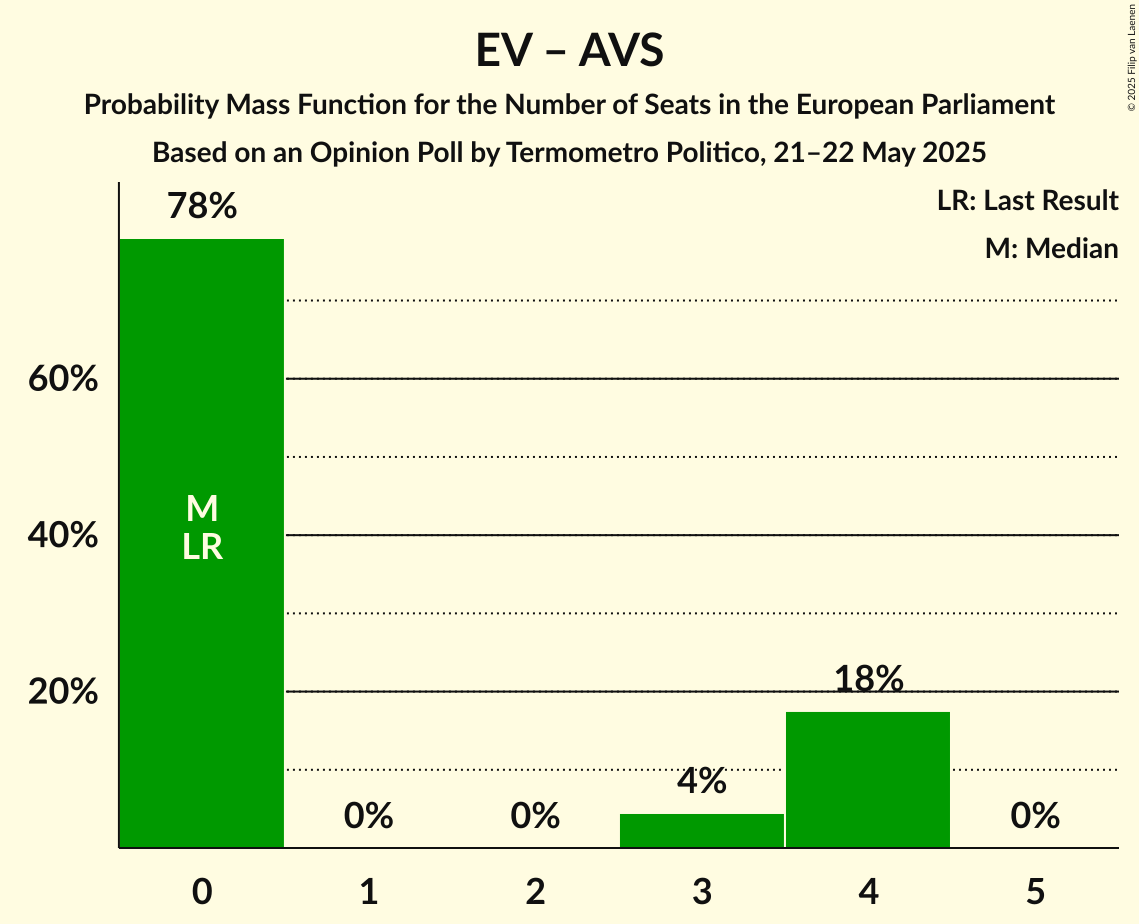 EV – AVS
Probability Mass Function for the Number of Seats in the European Parliament
Based on an Opinion Poll by Termometro Politico, 21–22 May 2025
© 2025 Filip van Laenen
LR: Last Result
M: Median
78%
60%
40%
20%
M
LR
0%
0%
4%
18%
0%
0
1
2
3
4
5